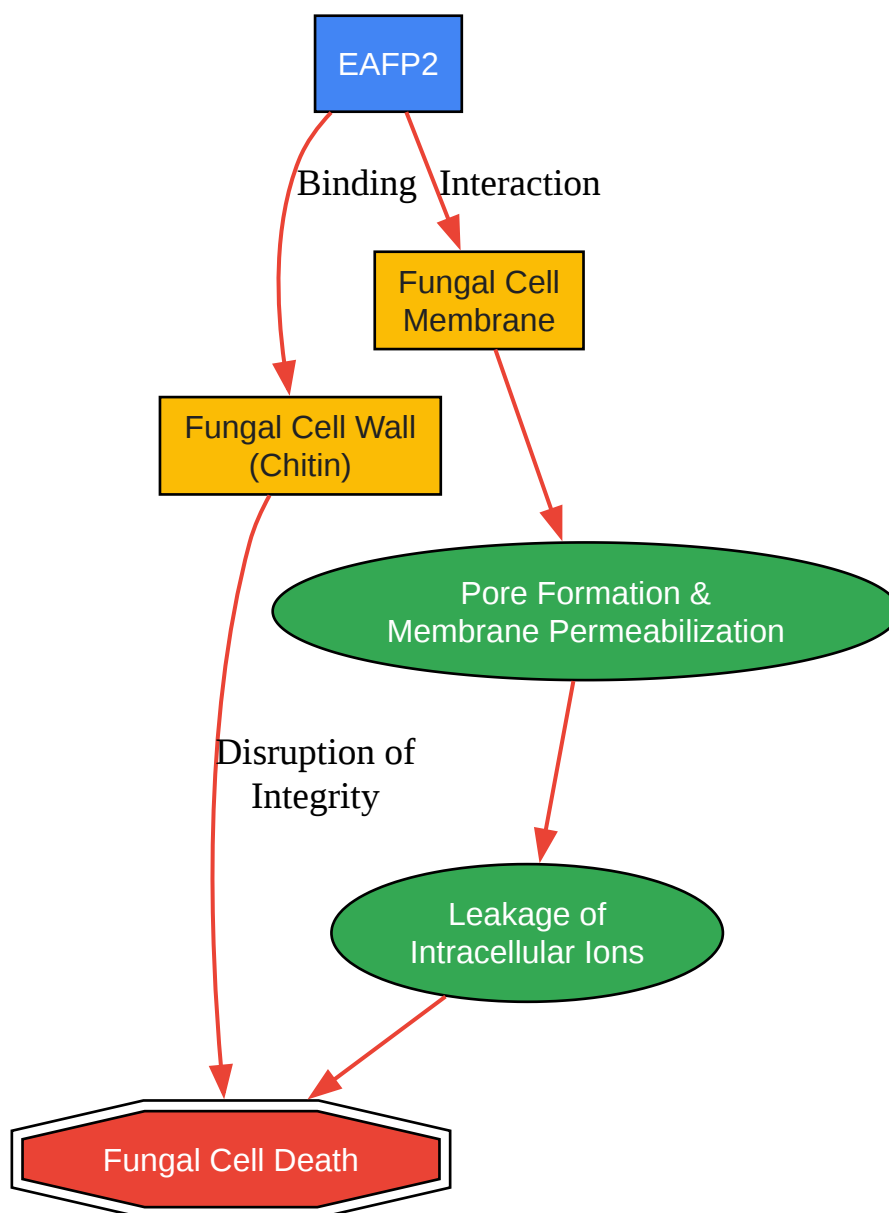 EAFP2
Binding
Interaction
Fungal Cell
Membrane
Fungal Cell Wall
(Chitin)
Pore Formation &
Membrane Permeabilization
Disruption of
Integrity
Leakage of
Intracellular Ions
Fungal Cell Death